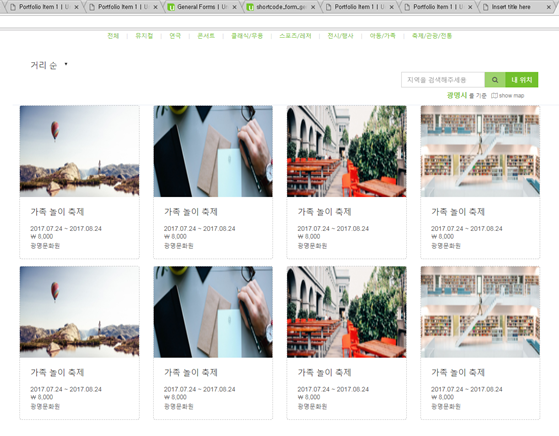 Portfolio Item 1 | U
Portfolio Item 1 | U
General Forms | U
shortcode_form_ge
Portfolio Item 1 | U
Portfolio Item 1 | U
Insert title here
전체 | 뮤지컬 | 연극 | 콘서트 | 클래식/무용 | 스포츠/레저 | 전시/행사 | 아동/가족 | 축제/관광/전통
거리 순
지역을 검색해주세용 내 위치
광명시 를 기준 show map
가족 놀이 축제
2017.07.24 ~ 2017.08.24
₩ 8,000
광명문화원
가족 놀이 축제
2017.07.24 ~ 2017.08.24
₩ 8,000
광명문화원
가족 놀이 축제
2017.07.24 ~ 2017.08.24
₩ 8,000
광명문화원
가족 놀이 축제
2017.07.24 ~ 2017.08.24
₩ 8,000
광명문화원
가족 놀이 축제
2017.07.24 ~ 2017.08.24
₩ 8,000
광명문화원
가족 놀이 축제
2017.07.24 ~ 2017.08.24
₩ 8,000
광명문화원
가족 놀이 축제
2017.07.24 ~ 2017.08.24
₩ 8,000
광명문화원
가족 놀이 축제
2017.07.24 ~ 2017.08.24
₩ 8,000
광명문화원